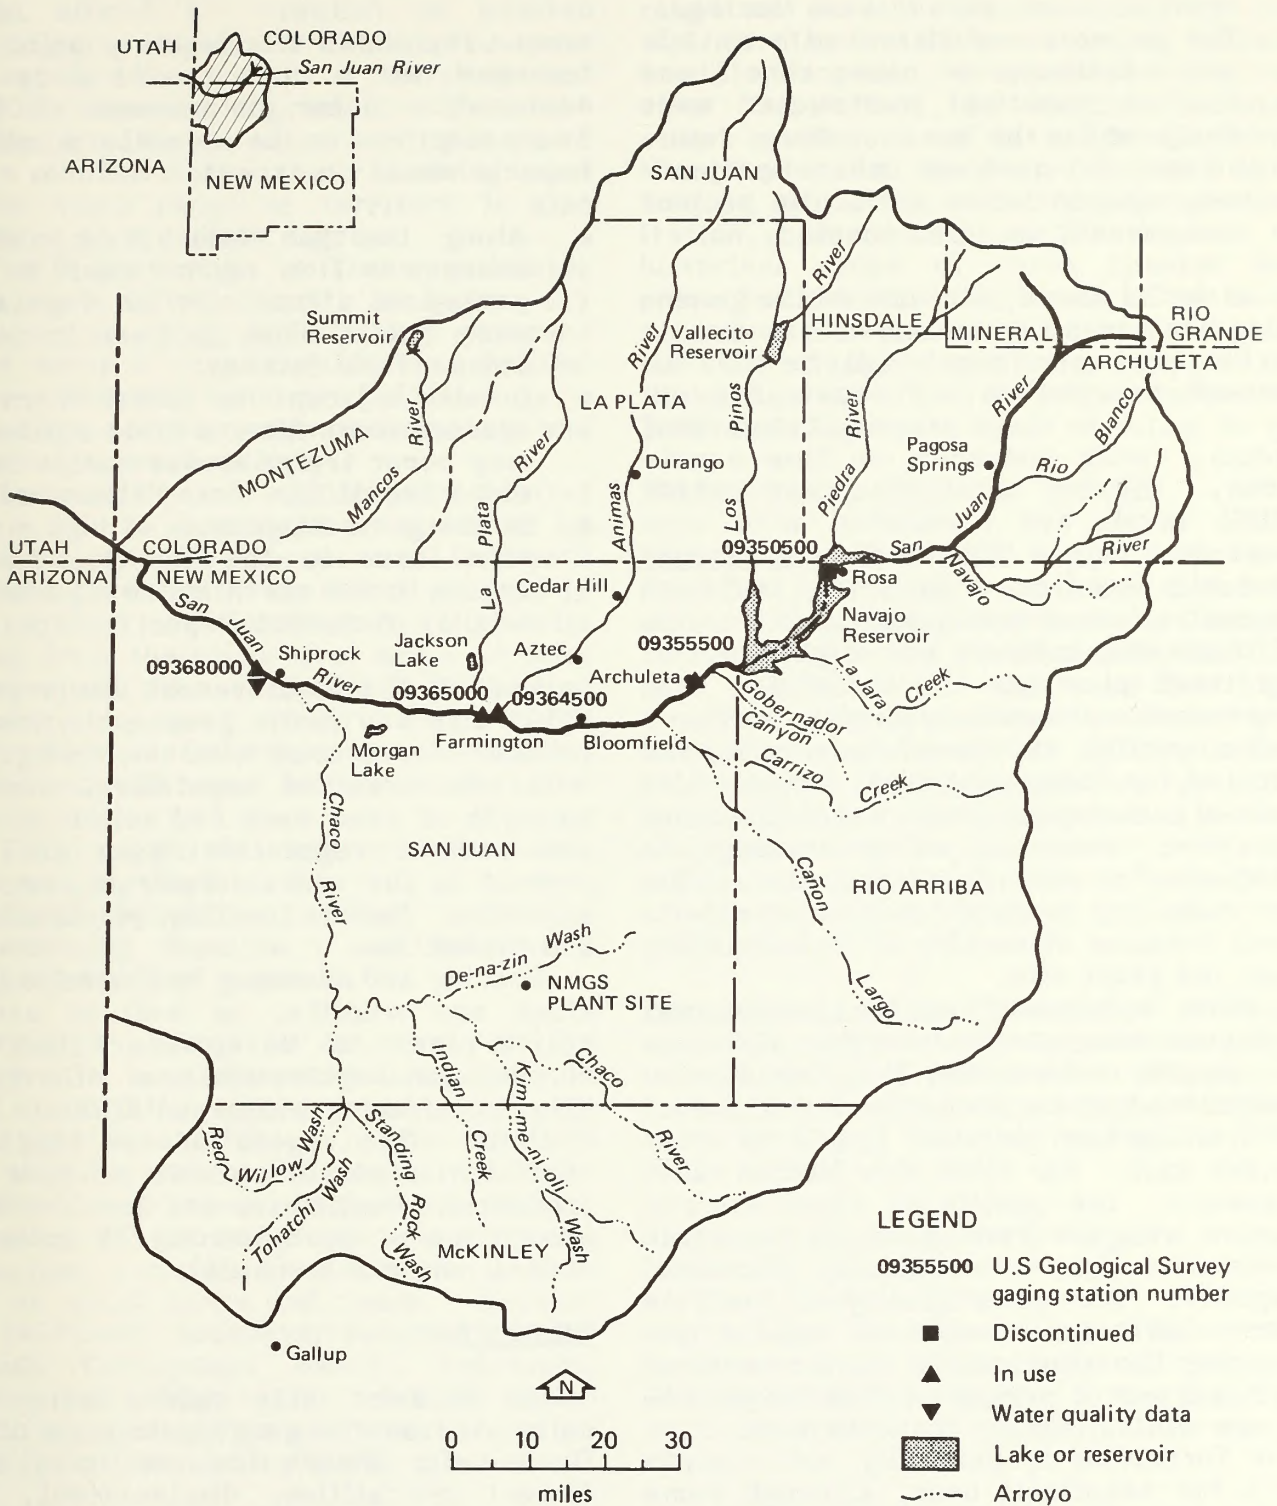 UTAH
COLORADO
San Juan River
ARIZONA
NEW MEXICO
SAN JUAN
River
HINSDALE
MINERAL
RIO
GRANDE
ARCHULETA
Summit
Reservoir
Vallecito
Reservoir
River
LA PLATA
River
MONTEZUMA
Mancos
River
La
Plata
River
Durango
Animas
Los
Pinos
Piedra
River
Pagosa
Springs
San
Juan
River
Rio
Blanco
Navajo
River
UTAH
COLORADO
ARIZONA
NEW MEXICO
09350500
Rosa
Navajo
Reservoir
Cedar Hill
Aztec
Jackson
Lake
San
Juan
River
09368000
Shiprock
09365000
09364500
09355500
Archuleta
Farmington
Bloomfield
Morgan
Lake
La Jara
Creek
Gobernador
Canyon
Carrizo
Creek
Chaco
River
SAN JUAN
RIO ARRIBA
Cañon
Largo
De-na-zin
Wash
NMGS
PLANT SITE
Indian
Creek
Kim-me-ni-oli
Wash
Chaco
River
Red
Willow
Wash
Tohatchi
Wash
Standing
Rock
Wash
McKINLEY
Gallup
N
0 10 20 30
miles
LEGEND
09355500 U.S Geological Survey
gaging station number
Discontinued
In use
Water quality data
Lake or reservoir
Arroyo